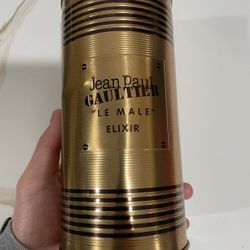 Jean Paul
GAULTIER
"LE MALE"
ELIXIR